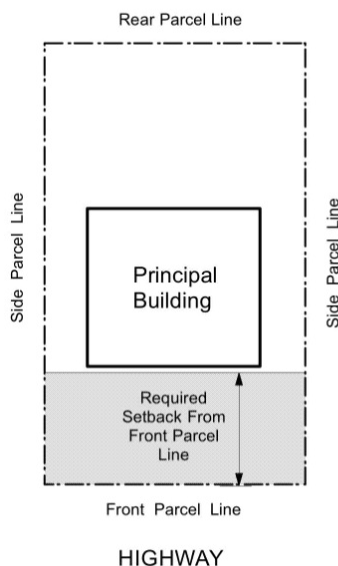 Rear Parcel Line
Side Parcel Line
Side Parcel Line
Principal
Building
Required
Setback From
Front Parcel
Line
Front Parcel Line
HIGHWAY